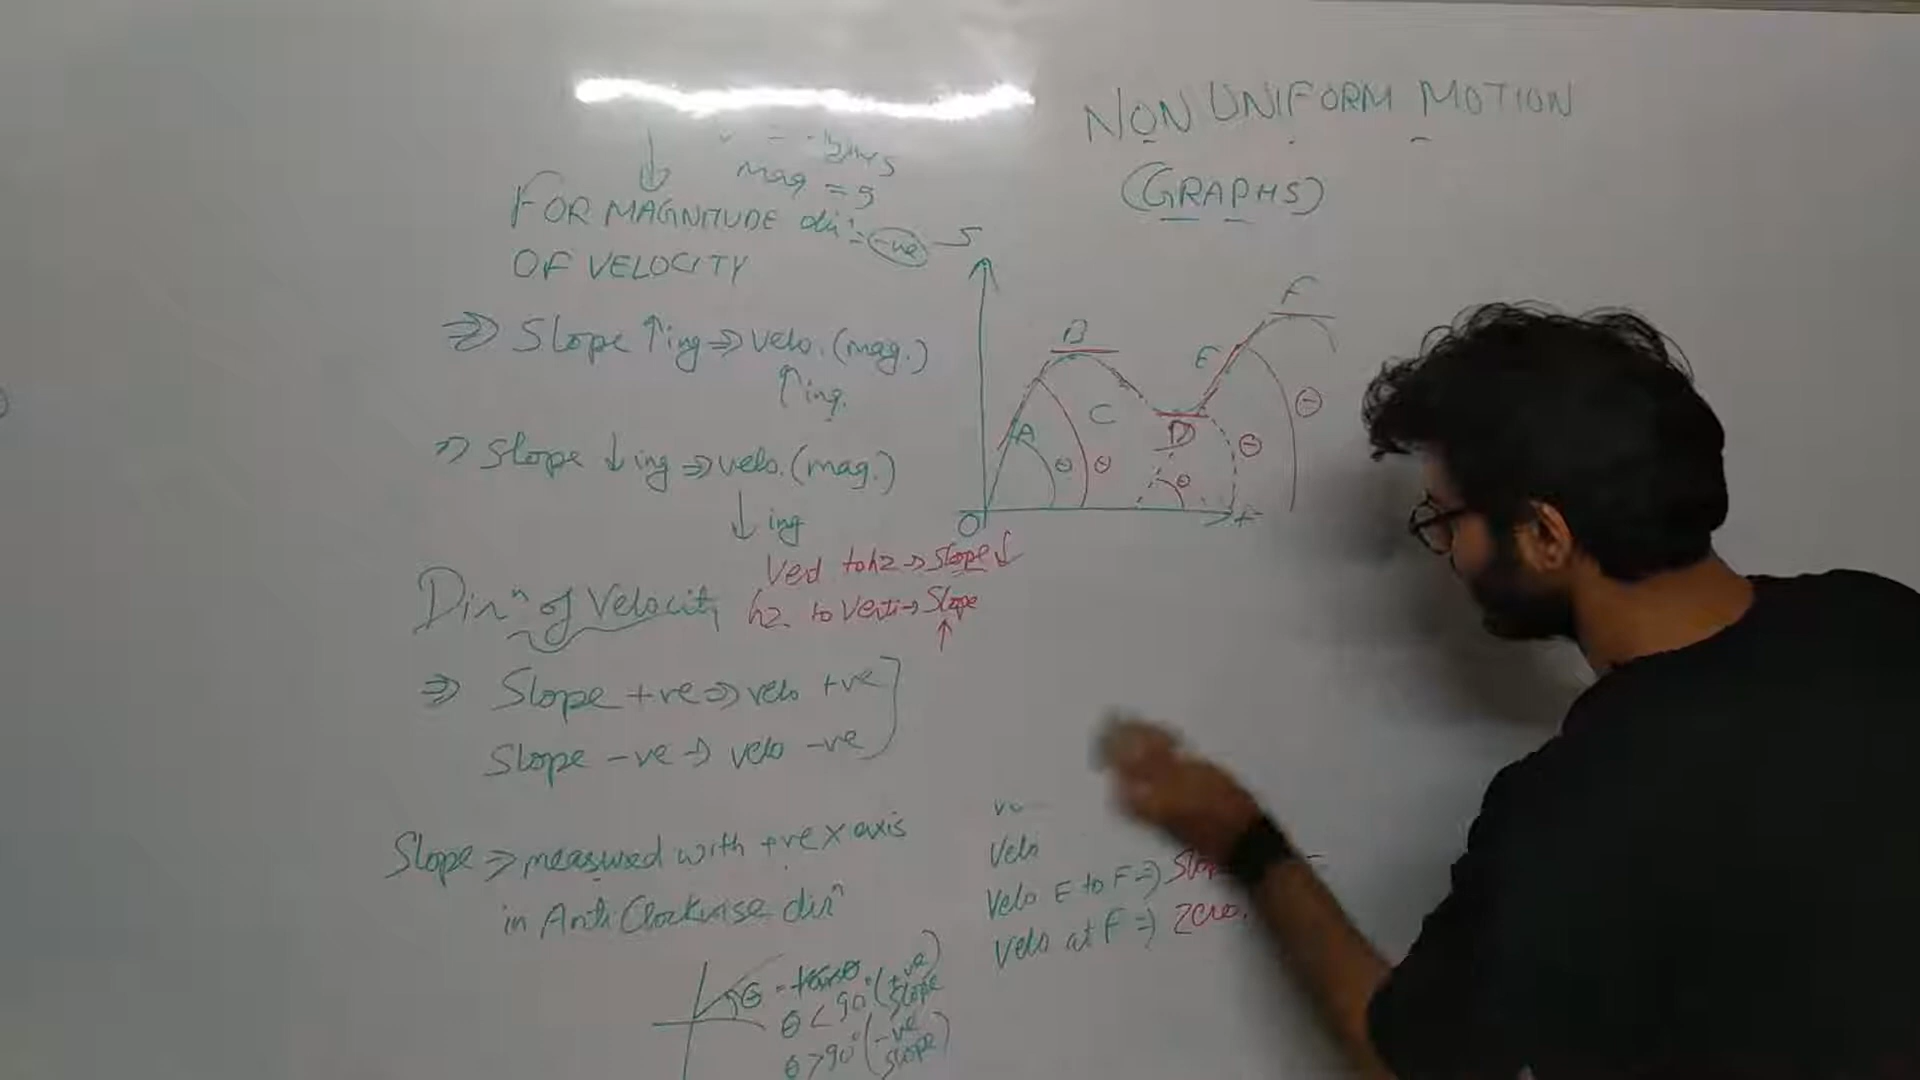 NON UNIFORM MOTION
(GRAPHS)
Mag = 5
FOR MAGNITUDE dirⁿ = -ve
OF VELOCITY
⇒ Slope ↑ing ⇒ velo. (mag.)
↑ing.
⇒ Slope ↓ing ⇒ velo. (mag.)
↓ing
S
B
F
E
C
A
D
θ
θ
θ
θ
θ
O
t
to hz → Slope ↓
hz to Verti → Slope
↑
Dirⁿ of Velocity
⇒ Slope +ve ⇒ velo +ve
Slope -ve → velo -ve
Slope ⇒ measured with +ve x axis
in Anti Clockwise dirⁿ
θ = tanθ
θ < 90° (+ve slope)
θ > 90° (-ve slope)
Velo
Velo E to F ⇒
Velo at F ⇒ Zero.